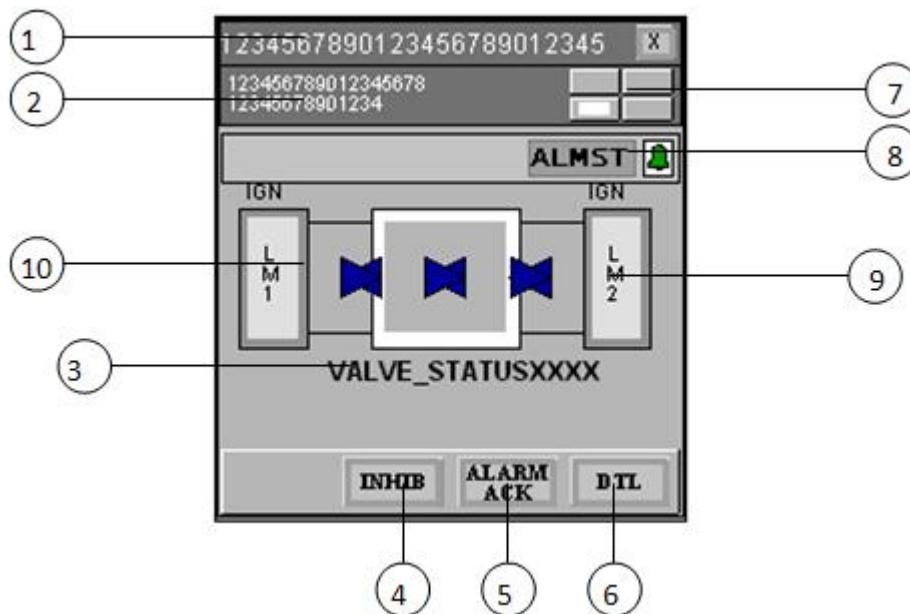 1
1234567890123456789012345 X
2
123456789012345678
12345678901234
7
ALMST
8
IGN IGN
10
L
M
1
L
M
2
9
3
VALVE_STATUSXXXX
INHIB
ALARM
ACK
DTL
4 5 6